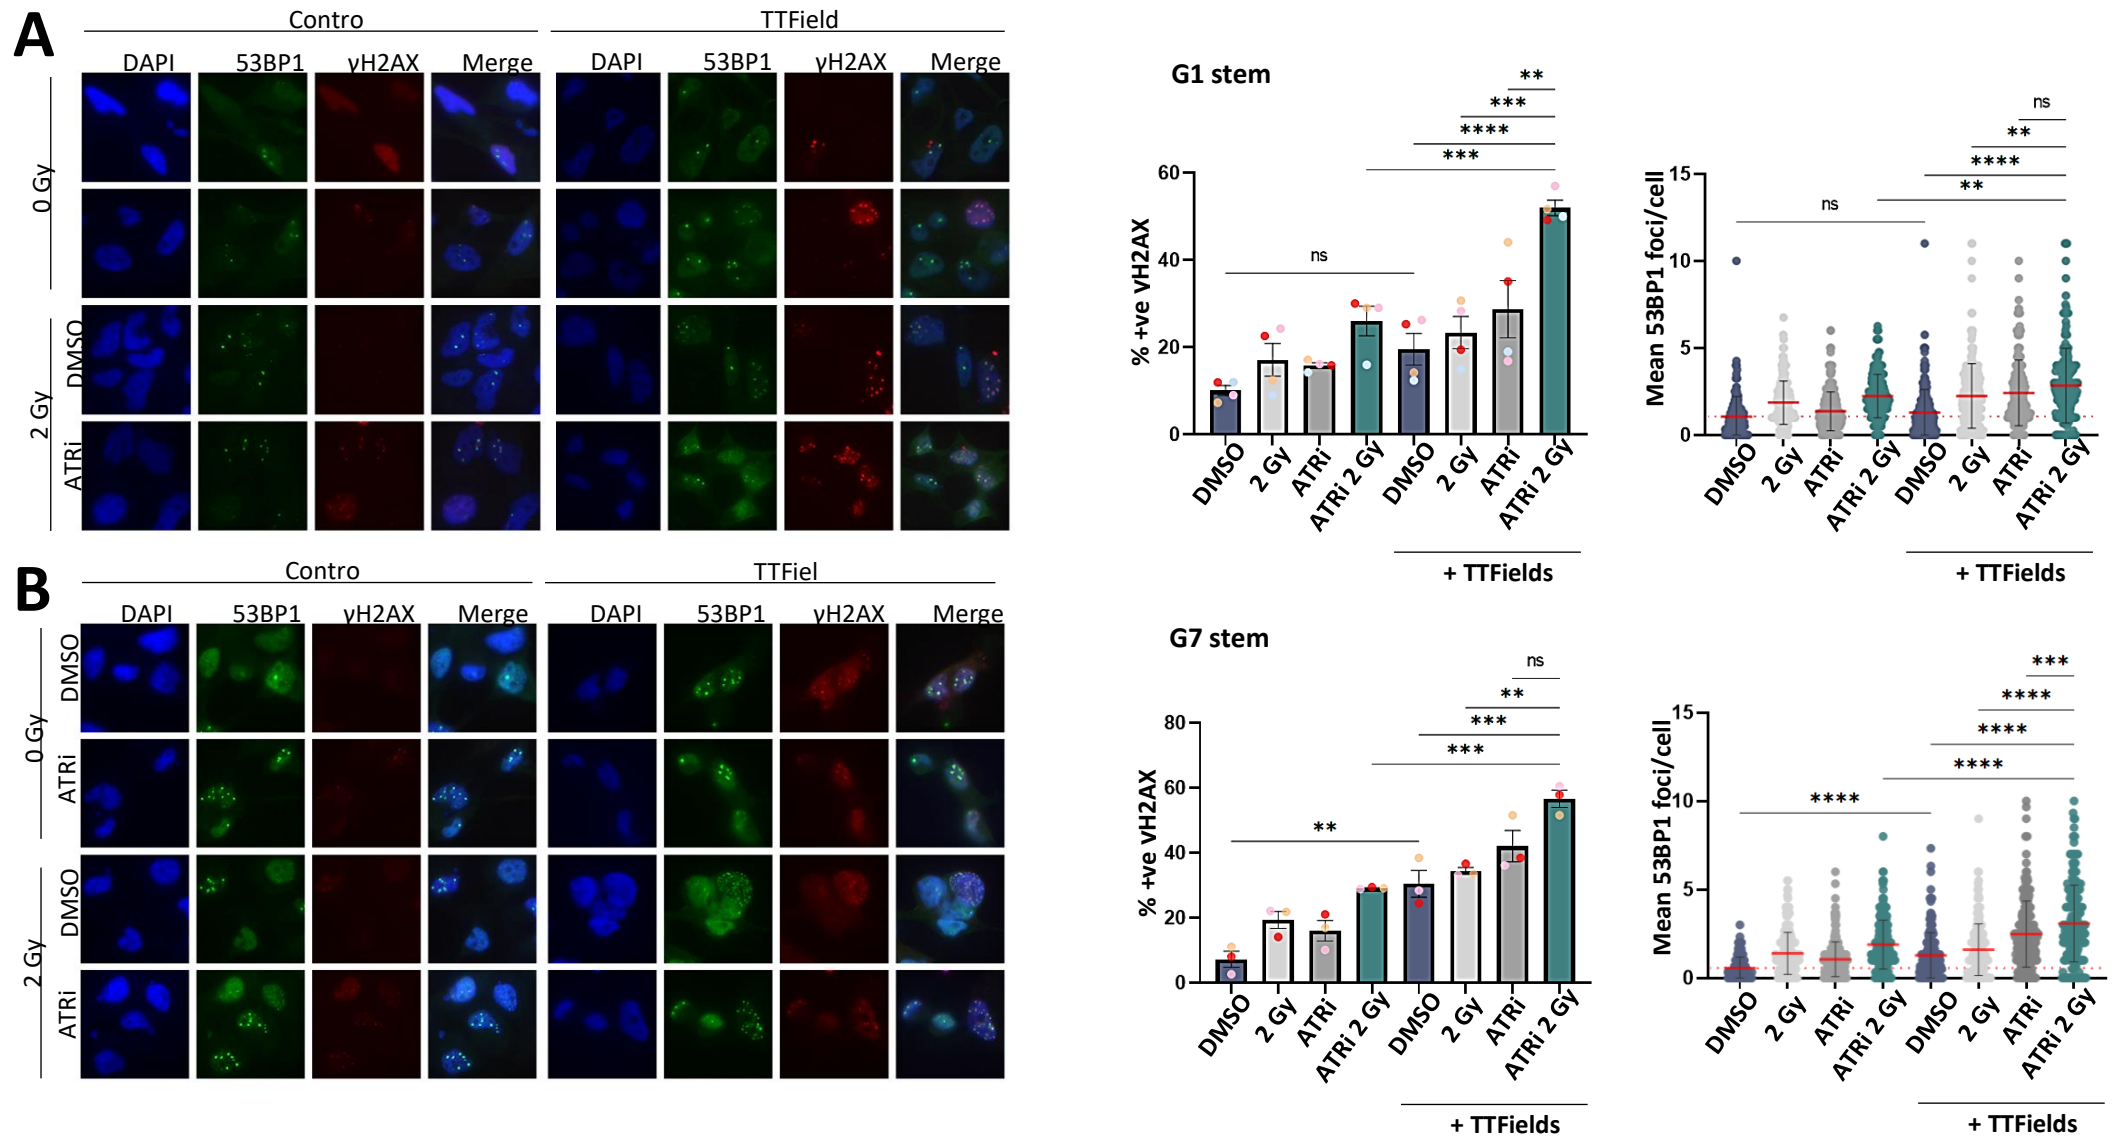 A
Contro
TTField
DAPI
53BP1
γH2AX
Merge
DAPI
53BP1
γH2AX
Merge
0 Gy
2 Gy
DMSO
ATRi
G1 stem
% +ve γH2AX
60
40
20
0
ns
***
****
***
**
DMSO
2 Gy
ATRi
ATRi 2 Gy
DMSO
2 Gy
ATRi
ATRi 2 Gy
+ TTFields
Mean 53BP1 foci/cell
15
10
5
0
ns
**
****
**
ns
DMSO
2 Gy
ATRi
ATRi 2 Gy
DMSO
2 Gy
ATRi
ATRi 2 Gy
+ TTFields
B
Contro
TTFiel
DAPI
53BP1
γH2AX
Merge
DAPI
53BP1
γH2AX
Merge
0 Gy
DMSO
ATRi
2 Gy
DMSO
ATRi
G7 stem
% +ve γH2AX
80
60
40
20
0
**
***
***
**
ns
DMSO
2 Gy
ATRi
ATRi 2 Gy
DMSO
2 Gy
ATRi
ATRi 2 Gy
+ TTFields
Mean 53BP1 foci/cell
15
10
5
0
****
****
****
****
***
DMSO
2 Gy
ATRi
ATRi 2 Gy
DMSO
2 Gy
ATRi
ATRi 2 Gy
+ TTFields